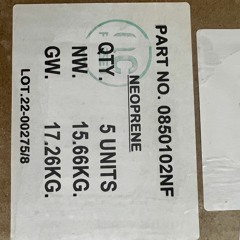 PART NO. 0850102NF
NEOPRENE
QTY. 5 UNITS
NW. 15.66KG.
GW. 17.26KG.
LOT.22-00275/8